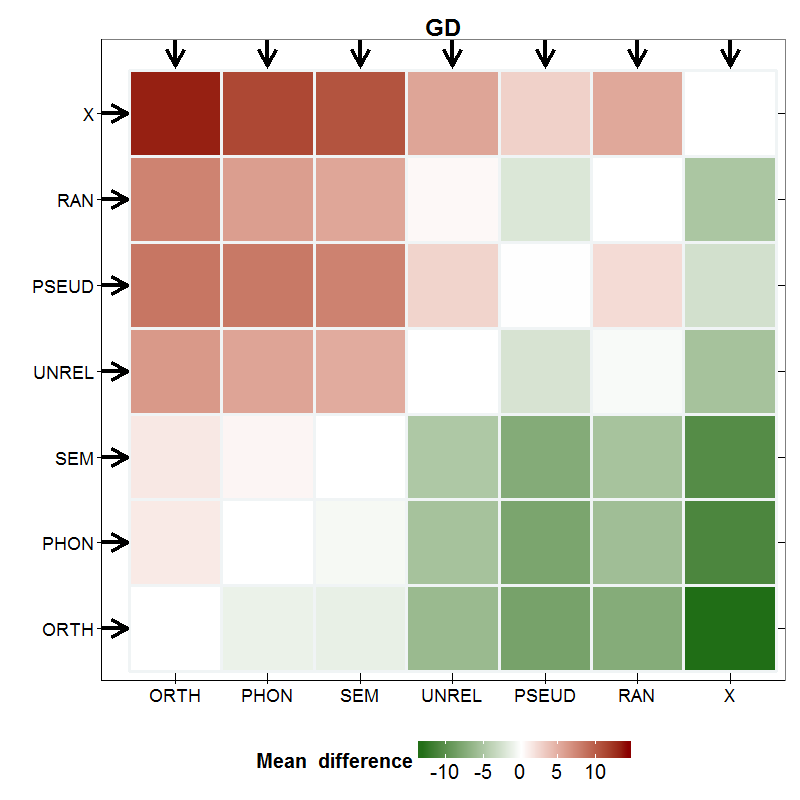 GD
X
RAN
PSEUD
UNREL
SEM
PHON
ORTH
ORTH PHON SEM UNREL PSEUD RAN X
Mean difference
-10 -5 0 5 10